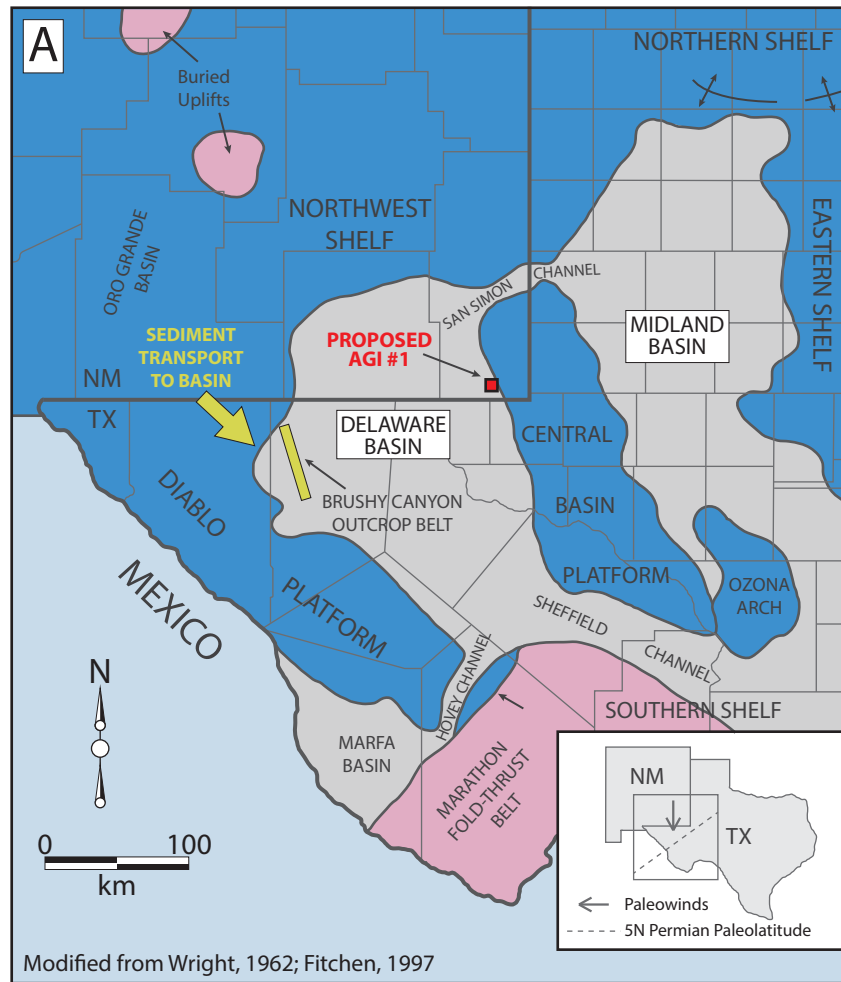 A
Buried
Uplifts
NORTHERN SHELF
ORO GRANDE
BASIN
NORTHWEST
SHELF
EASTERN SHELF
SAN SIMON
CHANNEL
MIDLAND
BASIN
SEDIMENT
TRANSPORT
TO BASIN
PROPOSED
AGI #1
NM
TX
DELAWARE
BASIN
CENTRAL
BASIN
PLATFORM
BRUSHY CANYON
OUTCROP BELT
DIABLO
PLATFORM
OZONA
ARCH
MEXICO
SHEFFIELD
CHANNEL
HOVEY CHANNEL
SOUTHERN SHELF
MARFA
BASIN
MARATHON
FOLD-THRUST
BELT
N
0 100
km
NM
TX
Paleowinds
5N Permian Paleolatitude
Modified from Wright, 1962; Fitchen, 1997